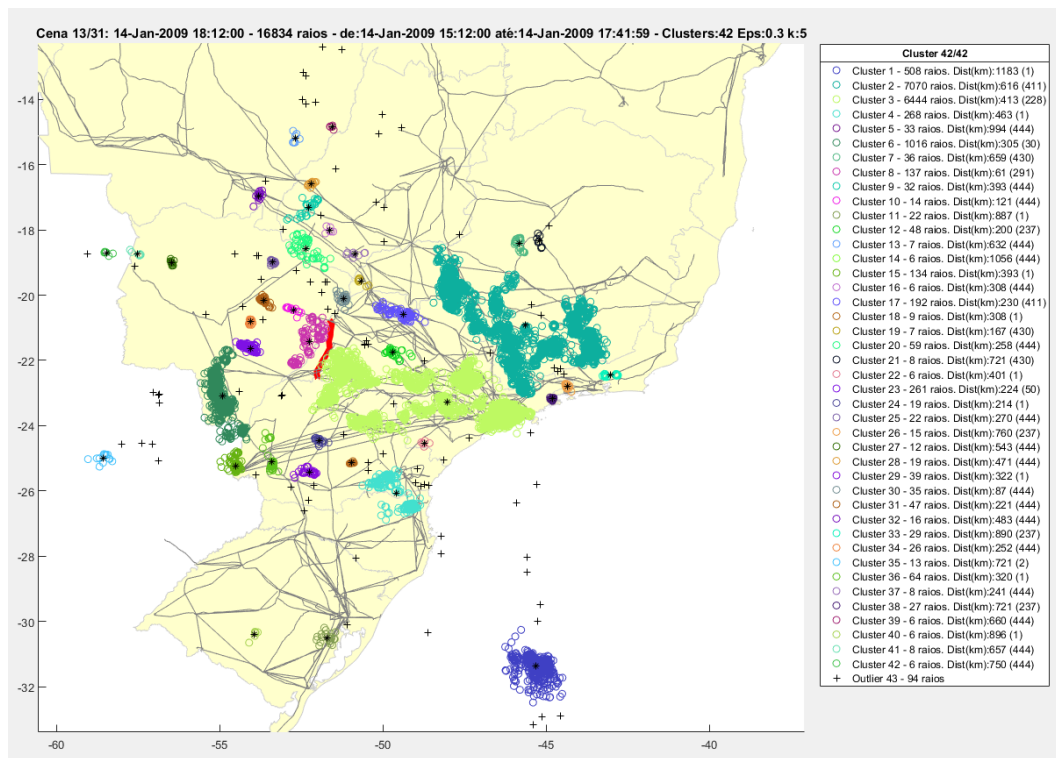 Cena 13/31: 14-Jan-2009 18:12:00 - 16834 raios - de:14-Jan-2009 15:12:00 até:14-Jan-2009 17:41:59 - Clusters:42 Eps:0.3 k:5
Cluster 42/42
Cluster 1 - 508 raios. Dist(km):1183 (1)
Cluster 2 - 7070 raios. Dist(km):616 (411)
Cluster 3 - 6444 raios. Dist(km):413 (228)
Cluster 4 - 268 raios. Dist(km):463 (1)
Cluster 5 - 33 raios. Dist(km):994 (444)
Cluster 6 - 1016 raios. Dist(km):305 (30)
Cluster 7 - 36 raios. Dist(km):659 (430)
Cluster 8 - 137 raios. Dist(km):61 (291)
Cluster 9 - 32 raios. Dist(km):393 (444)
Cluster 10 - 14 raios. Dist(km):121 (444)
Cluster 11 - 22 raios. Dist(km):887 (1)
Cluster 12 - 48 raios. Dist(km):200 (237)
Cluster 13 - 7 raios. Dist(km):632 (444)
Cluster 14 - 6 raios. Dist(km):1056 (444)
Cluster 15 - 134 raios. Dist(km):393 (1)
Cluster 16 - 6 raios. Dist(km):308 (444)
Cluster 17 - 192 raios. Dist(km):230 (411)
Cluster 18 - 9 raios. Dist(km):308 (1)
Cluster 19 - 7 raios. Dist(km):167 (430)
Cluster 20 - 59 raios. Dist(km):258 (444)
Cluster 21 - 8 raios. Dist(km):721 (430)
Cluster 22 - 6 raios. Dist(km):401 (1)
Cluster 23 - 261 raios. Dist(km):224 (50)
Cluster 24 - 19 raios. Dist(km):214 (1)
Cluster 25 - 22 raios. Dist(km):270 (444)
Cluster 26 - 15 raios. Dist(km):760 (237)
Cluster 27 - 12 raios. Dist(km):543 (444)
Cluster 28 - 19 raios. Dist(km):471 (444)
Cluster 29 - 39 raios. Dist(km):322 (1)
Cluster 30 - 35 raios. Dist(km):87 (444)
Cluster 31 - 47 raios. Dist(km):221 (444)
Cluster 32 - 16 raios. Dist(km):483 (444)
Cluster 33 - 29 raios. Dist(km):890 (237)
Cluster 34 - 26 raios. Dist(km):252 (444)
Cluster 35 - 13 raios. Dist(km):721 (2)
Cluster 36 - 64 raios. Dist(km):320 (1)
Cluster 37 - 8 raios. Dist(km):241 (444)
Cluster 38 - 27 raios. Dist(km):721 (237)
Cluster 39 - 6 raios. Dist(km):660 (444)
Cluster 40 - 6 raios. Dist(km):896 (1)
Cluster 41 - 8 raios. Dist(km):657 (444)
Cluster 42 - 6 raios. Dist(km):750 (444)
Outlier 43 - 94 raios
-14
-16
-18
-20
-22
-24
-26
-28
-30
-32
-60
-55
-50
-45
-40